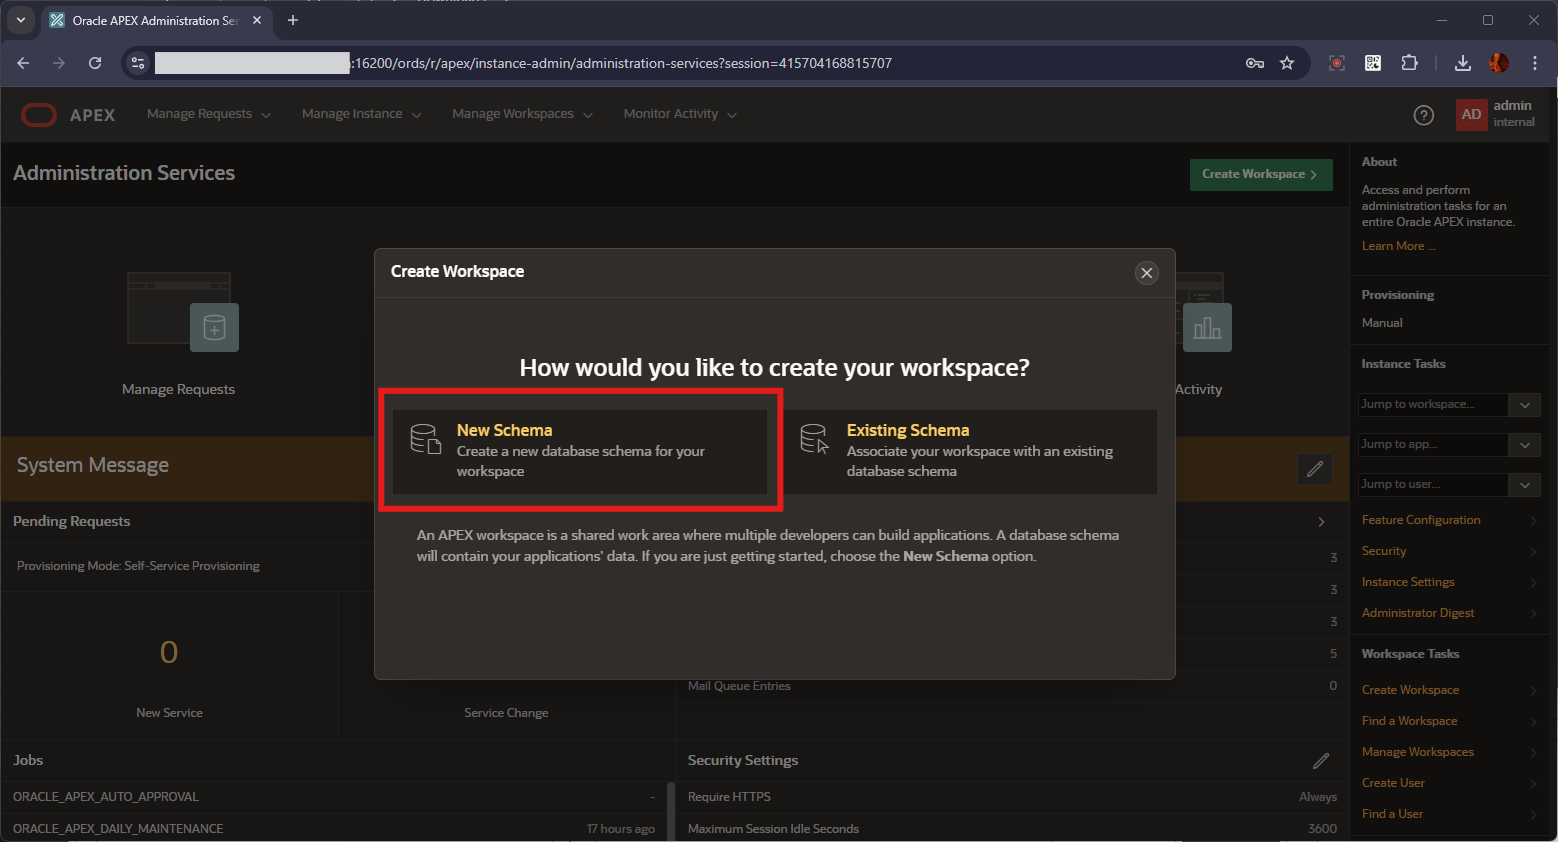 Oracle APEX Administration Ser
:16200/ords/r/apex/instance-admin/administration-services?session=415704168815707
APEX
Manage Requests
Manage Instance
Manage Workspaces
Monitor Activity
AD
admin
internal
Administration Services
Create Workspace
About
Access and perform
administration tasks for an
entire Oracle APEX instance.
Learn More ...
Create Workspace
How would you like to create your workspace?
New Schema
Create a new database schema for your
workspace
Existing Schema
Associate your workspace with an existing
database schema
An APEX workspace is a shared work area where multiple developers can build applications. A database schema
will contain your applications' data. If you are just getting started, choose the New Schema option.
Manage Requests
Activity
Provisioning
Manual
Instance Tasks
Jump to workspace...
Jump to app...
Jump to user...
Feature Configuration
Security
Instance Settings
Administrator Digest
System Message
Pending Requests
Provisioning Mode: Self-Service Provisioning
0
New Service
Service Change
3
3
3
5
Mail Queue Entries
0
Workspace Tasks
Create Workspace
Find a Workspace
Manage Workspaces
Create User
Find a User
Jobs
ORACLE_APEX_AUTO_APPROVAL
-
ORACLE_APEX_DAILY_MAINTENANCE
17 hours ago
Security Settings
Require HTTPS
Always
Maximum Session Idle Seconds
3600